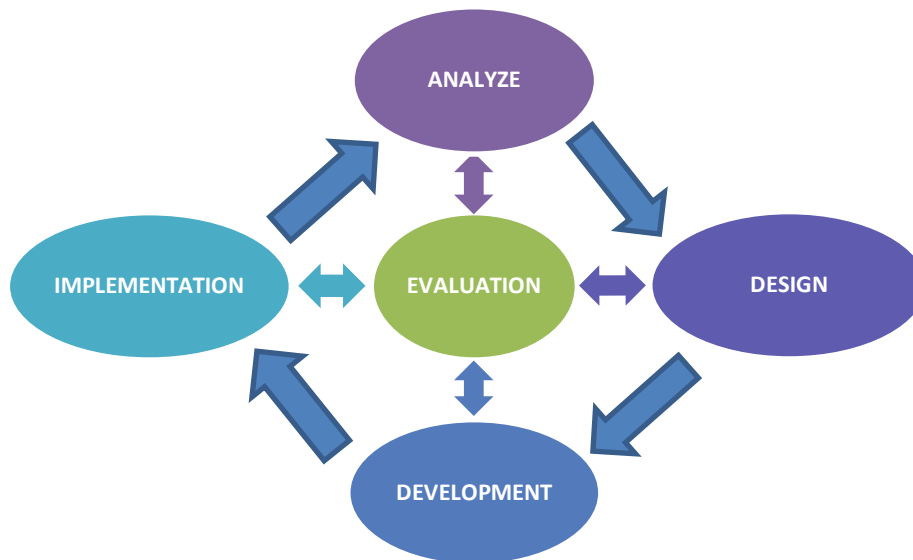 ANALYZE
IMPLEMENTATION
EVALUATION
DESIGN
DEVELOPMENT